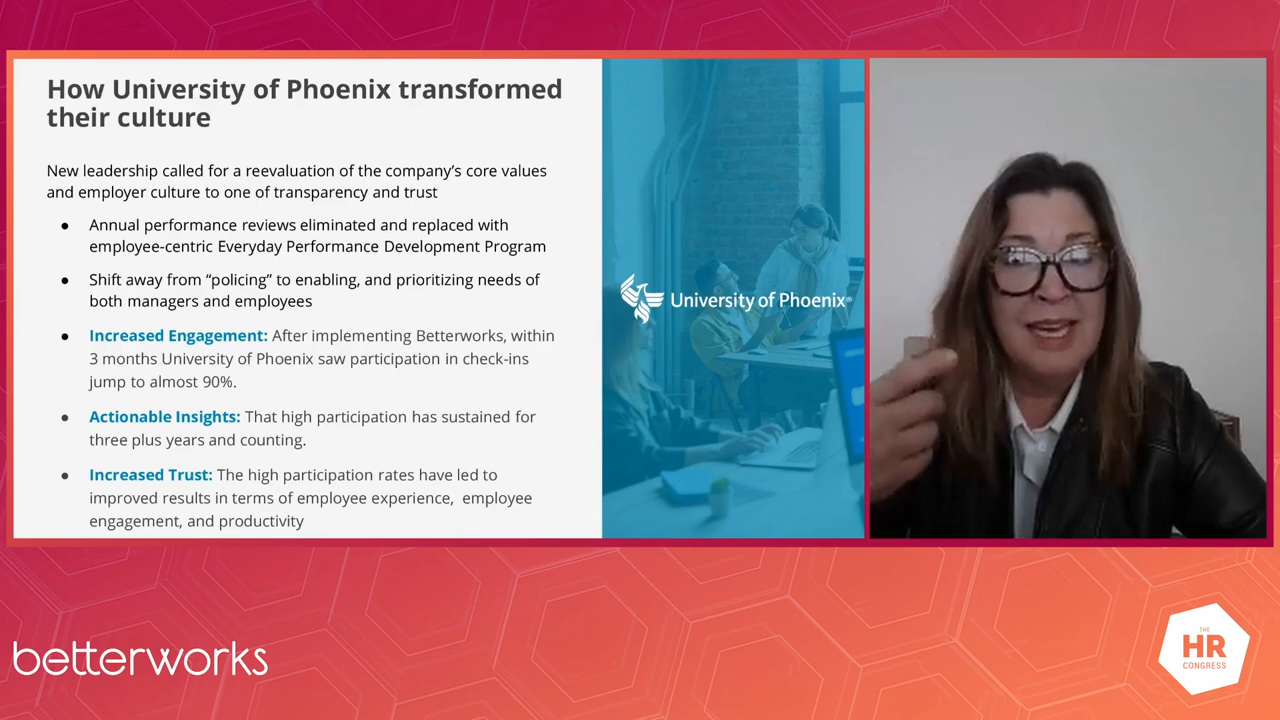 How University of Phoenix transformed
their culture
New leadership called for a reevaluation of the company's core values
and employer culture to one of transparency and trust
● Annual performance reviews eliminated and replaced with
employee-centric Everyday Performance Development Program
● Shift away from “policing” to enabling, and prioritizing needs of
both managers and employees
● Increased Engagement: After implementing Betterworks, within
3 months University of Phoenix saw participation in check-ins
jump to almost 90%.
● Actionable Insights: That high participation has sustained for
three plus years and counting.
● Increased Trust: The high participation rates have led to
improved results in terms of employee experience, employee
engagement, and productivity
University of Phoenix®
betterworks
THE
HR
CONGRESS